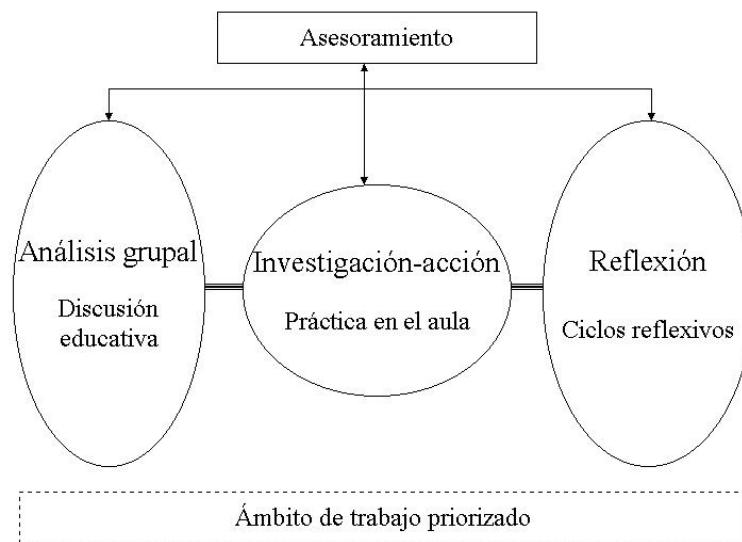 Asesoramiento
Análisis grupal
Discusión
educativa
Investigación-acción
Práctica en el aula
Reflexión
Ciclos reflexivos
Ámbito de trabajo priorizado